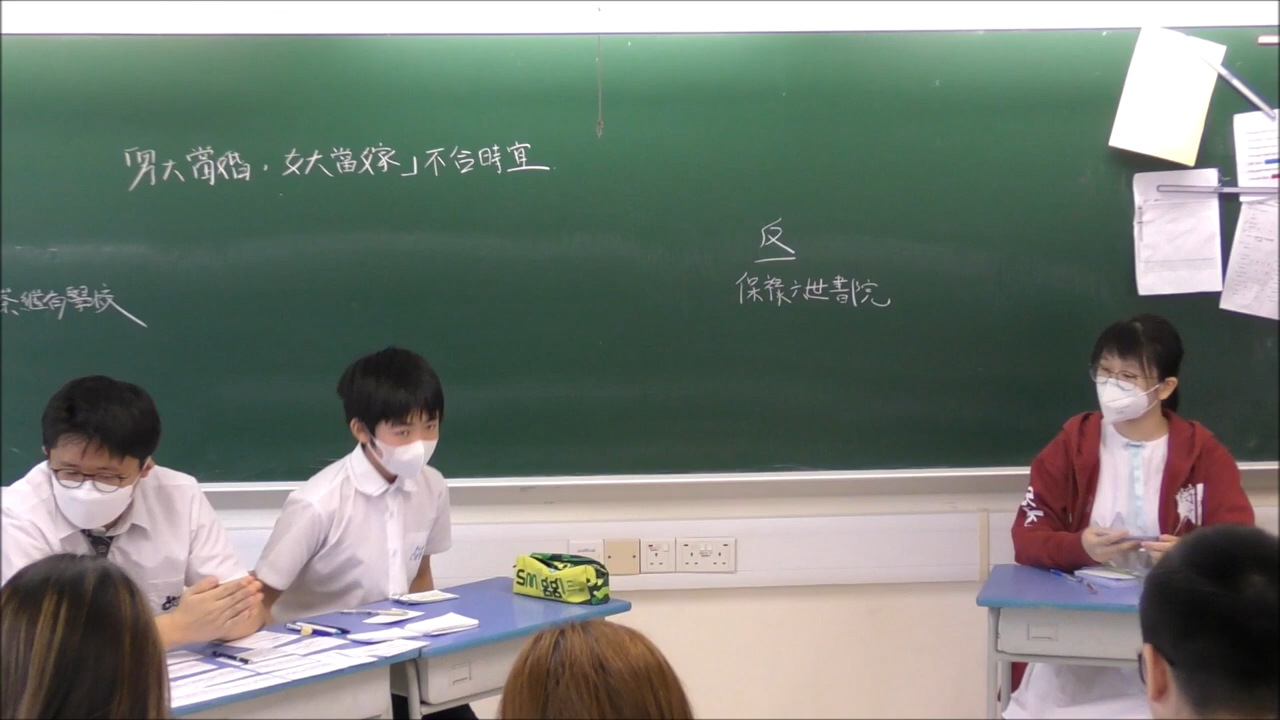 男大當婚，女大當嫁」不合時宜
反
保祿六世書院
蔡繼有學校
smiggle